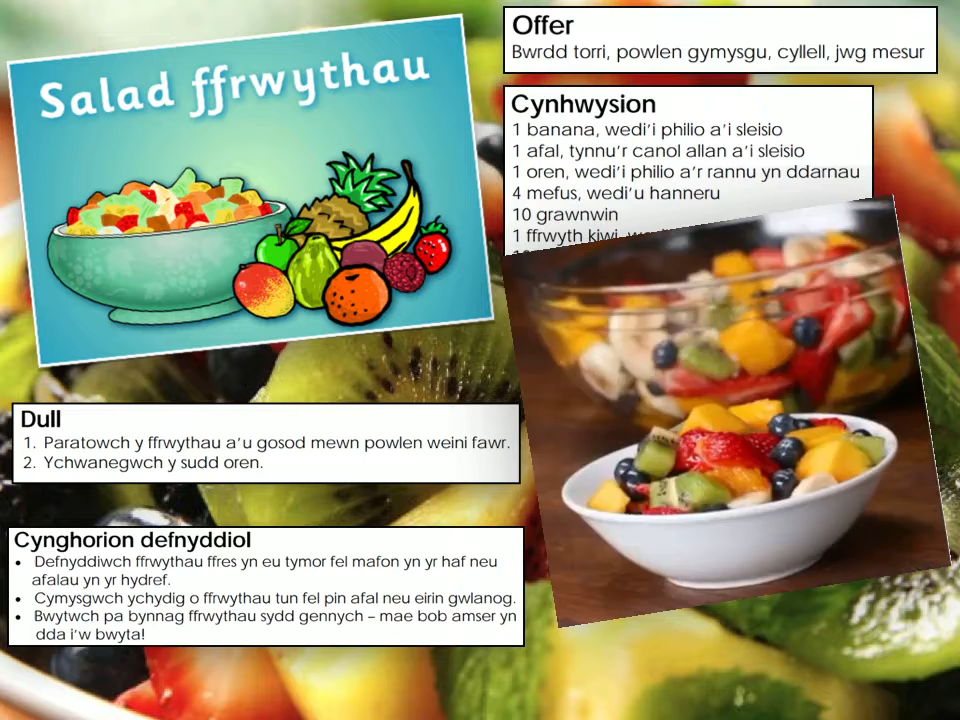 Salad ffrwythau
Offer
Bwrdd torri, powlen gymysgu, cyllell, jwg mesur
Cynhwysion
1 banana, wedi'i philio a'i sleisio
1 afal, tynnu'r canol allan a'i sleisio
1 oren, wedi'i philio a'r rannu yn ddarnau
4 mefus, wedi'u hanneru
10 grawnwin
1 ffrwyth kiwi,
Dull
1. Paratowch y ffrwythau a'u gosod mewn powlen weini fawr.
2. Ychwanegwch y sudd oren.
Cynghorion defnyddiol
• Defnyddiwch ffrwythau ffres yn eu tymor fel mafon yn yr haf neu
afalau yn yr hydref.
• Cymysgwch ychydig o ffrwythau tun fel pin afal neu eirin gwlanog.
• Bwytwch pa bynnag ffrwythau sydd gennych – mae bob amser yn
dda i'w bwyta!